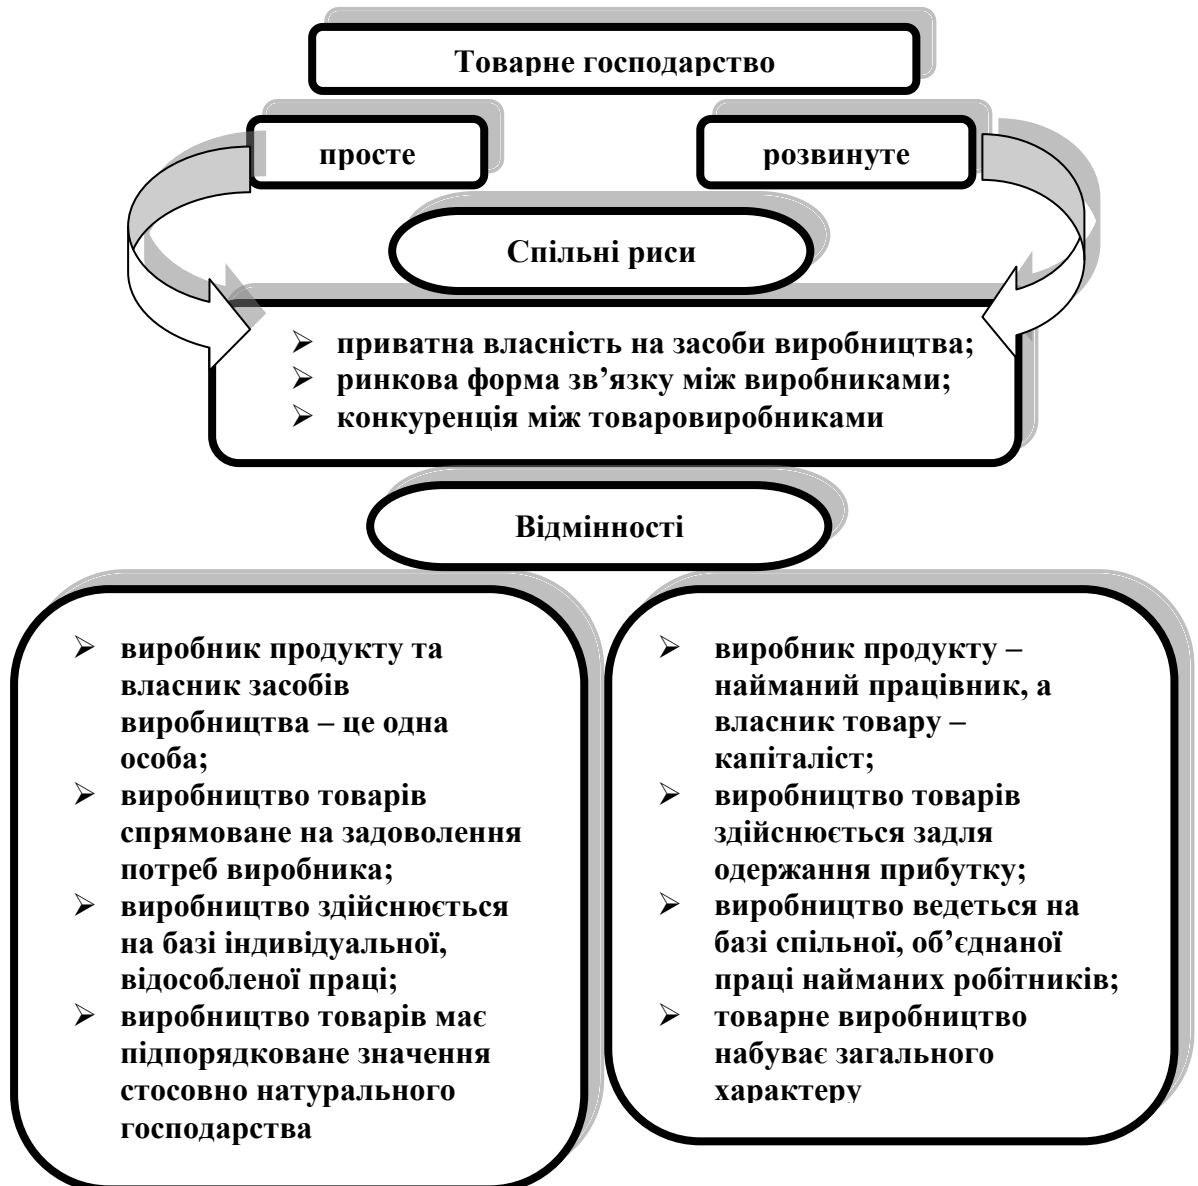 Товарне господарство
просте
розвинуте
Спільні риси
➢ приватна власність на засоби виробництва;
➢ ринкова форма зв’язку між виробниками;
➢ конкуренція між товаровиробниками
Відмінності
➢ виробник продукту та
власник засобів
виробництва – це одна
особа;
➢ виробництво товарів
спрямоване на задоволення
потреб виробника;
➢ виробництво здійснюється
на базі індивідуальної,
відособленої праці;
➢ виробництво товарів має
підпорядковане значення
стосовно натурального
господарства
➢ виробник продукту –
найманий працівник, а
власник товару –
капіталіст;
➢ виробництво товарів
здійснюється задля
одержання прибутку;
➢ виробництво ведеться на
базі спільної, об’єднаної
праці найманих робітників;
➢ товарне виробництво
набуває загального
характеру